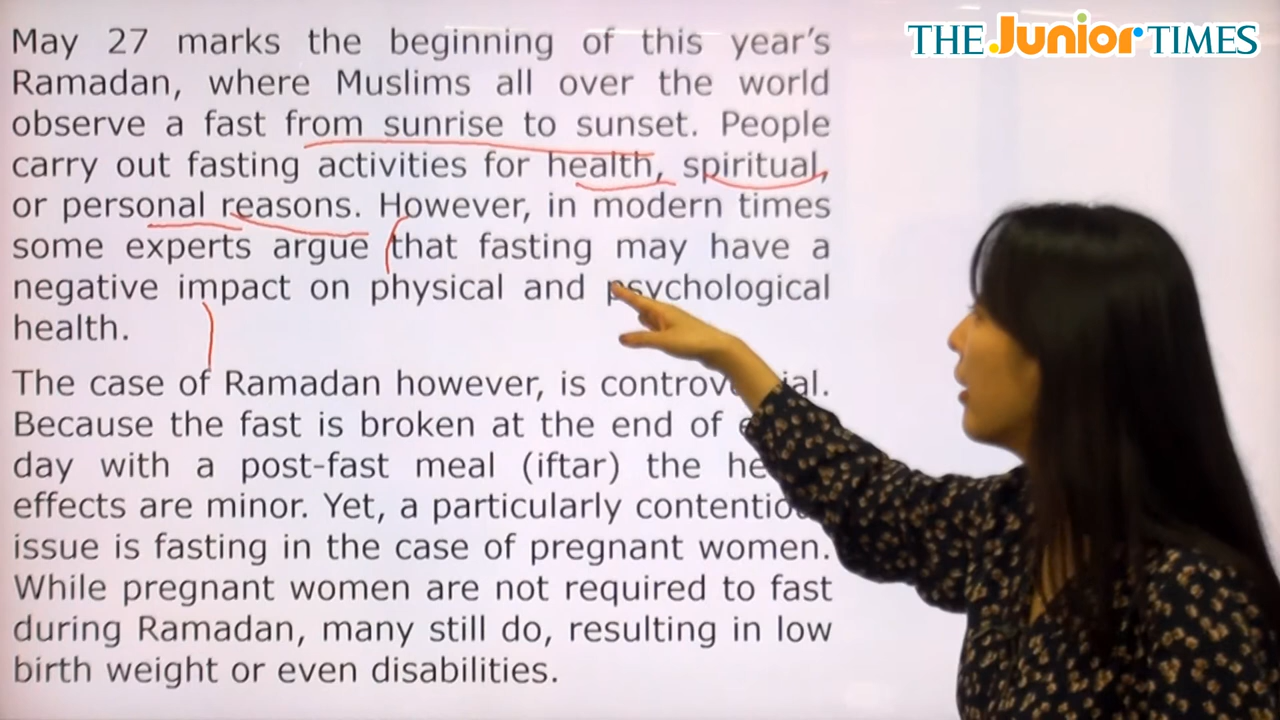 THE Junior TIMES
May 27 marks the beginning of this year's
Ramadan, where Muslims all over the world
observe a fast from sunrise to sunset. People
carry out fasting activities for health, spiritual,
or personal reasons. However, in modern times
some experts argue that fasting may have a
negative impact on physical and psychological
health.
The case of Ramadan however, is
Because the fast is broken at the end of
day with a post-fast meal (iftar) the
effects are minor. Yet, a particularly
issue is fasting in the case of pregnant women.
While pregnant women are not required to fast
during Ramadan, many still do, resulting in low
birth weight or even disabilities.